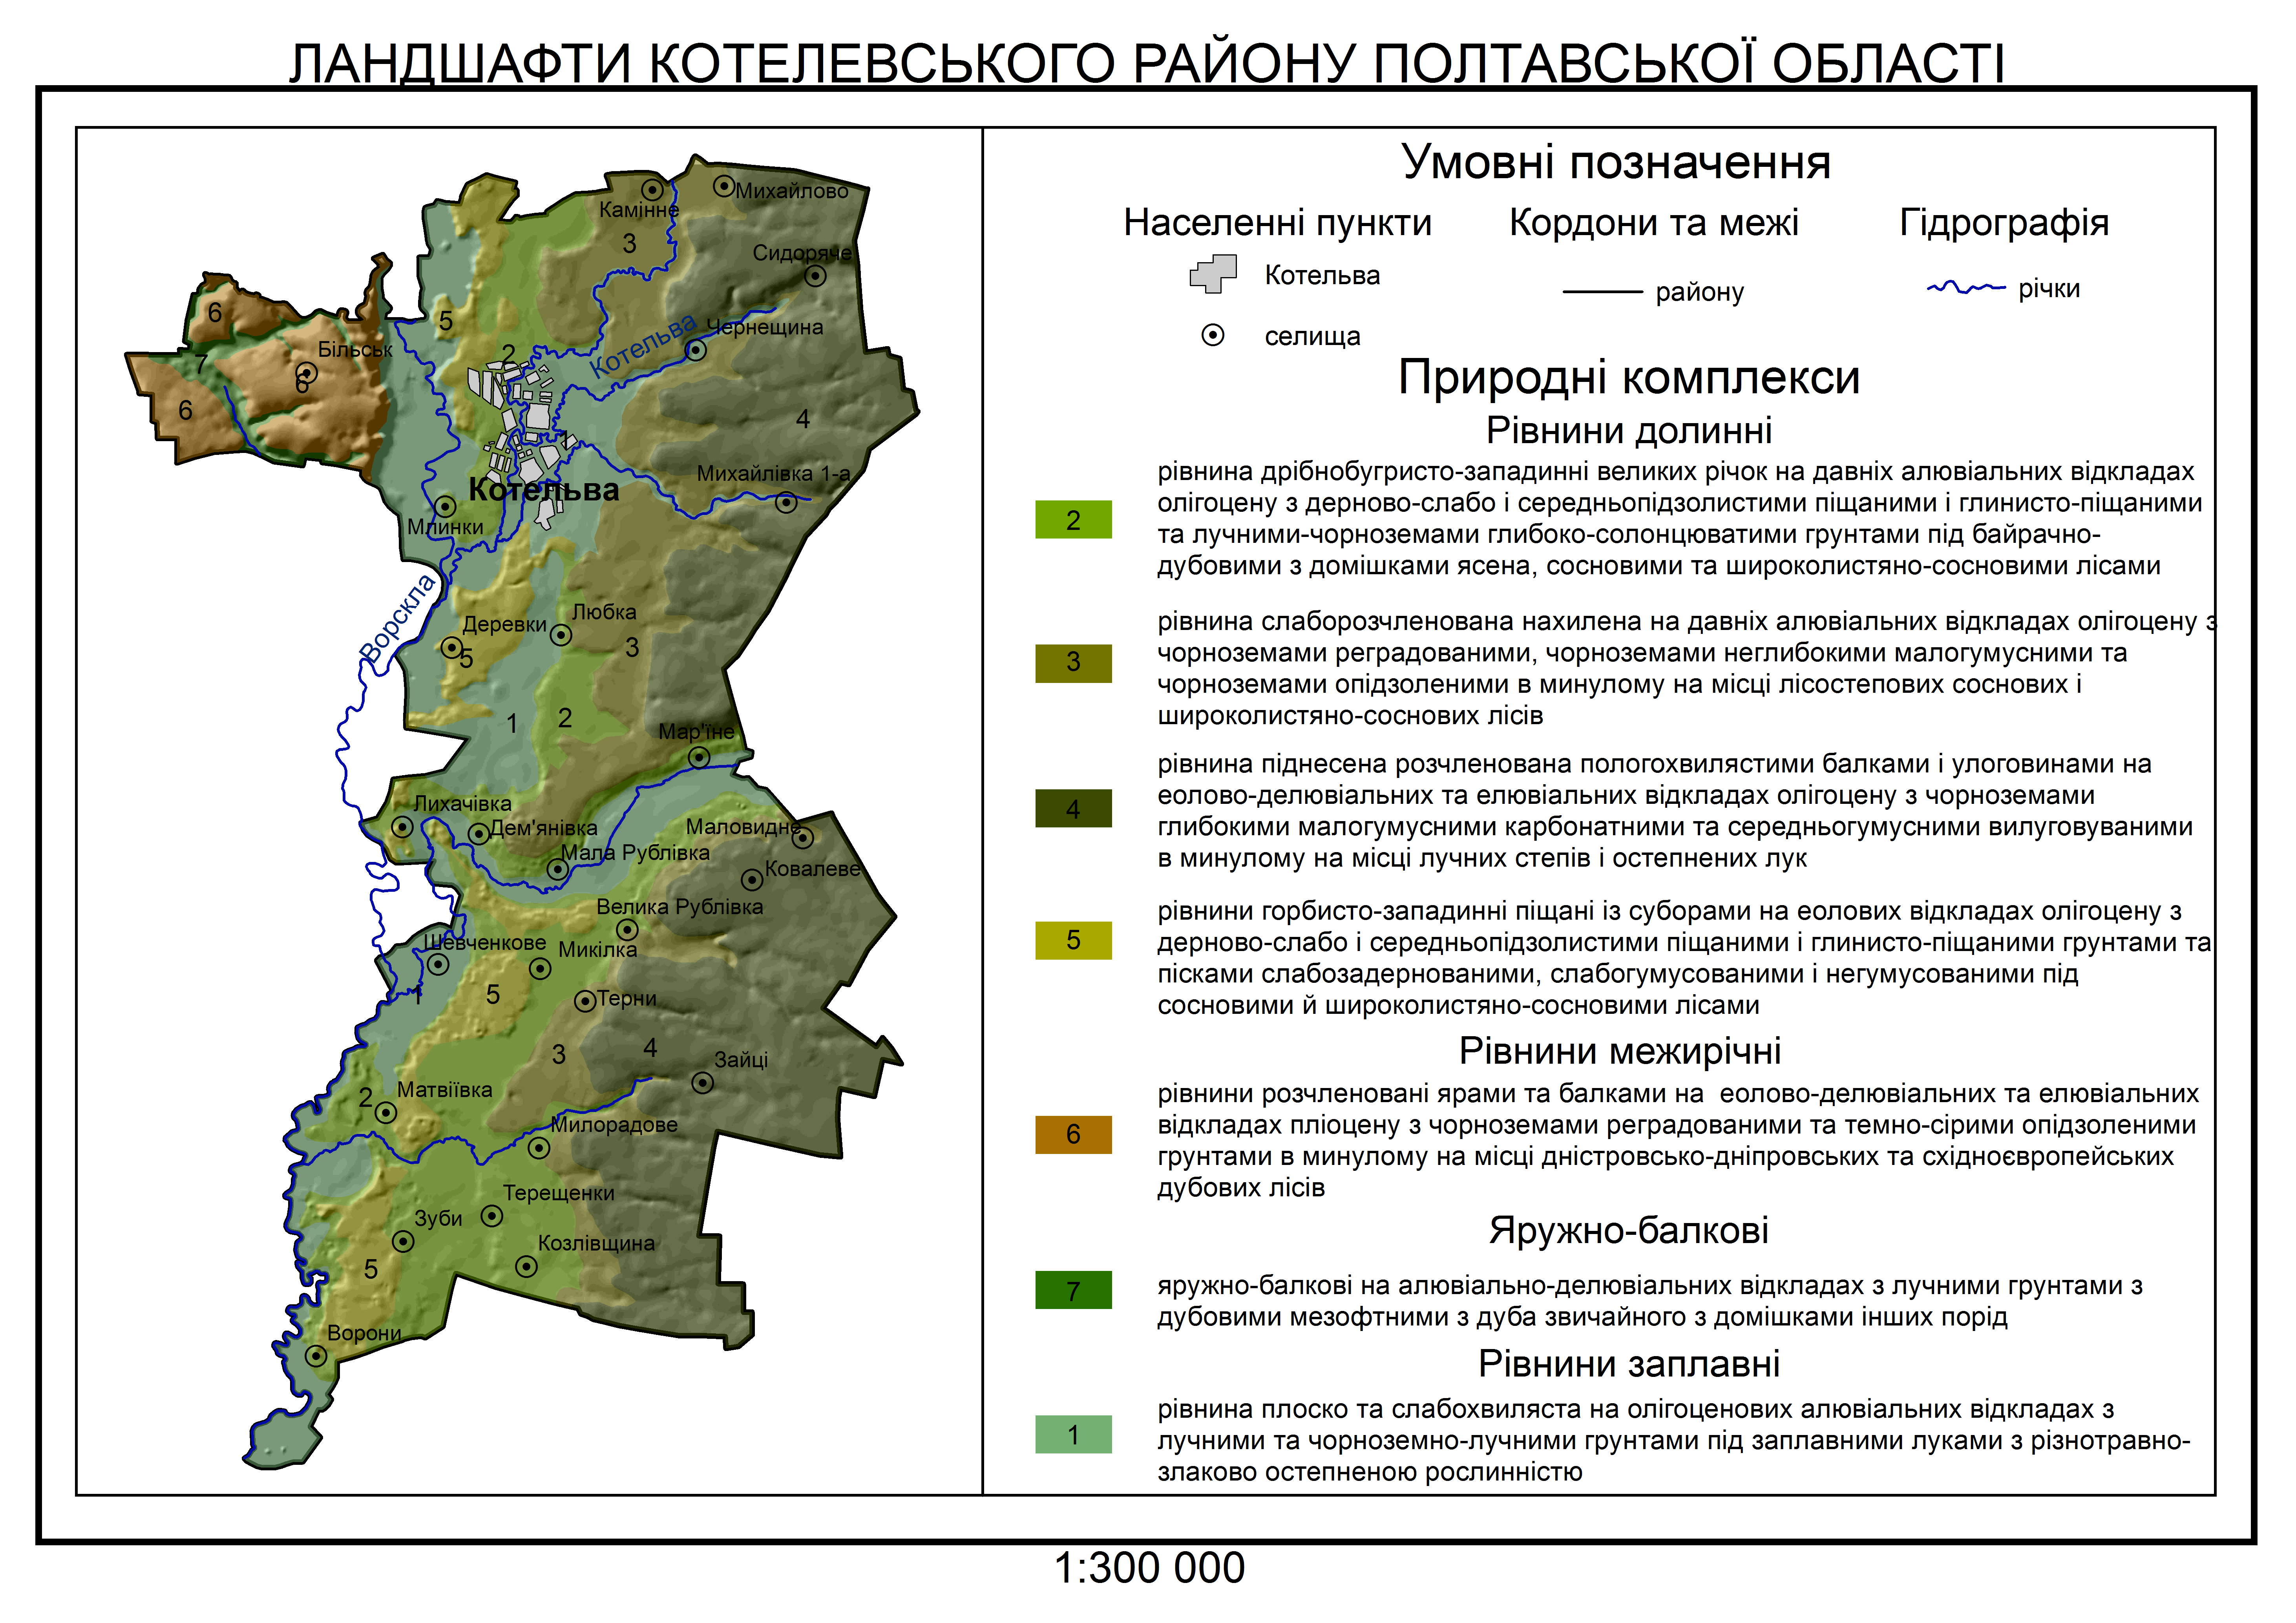 ЛАНДШАФТИ КОТЕЛЕВСЬКОГО РАЙОНУ ПОЛТАВСЬКОЇ ОБЛАСТІ
Камінне
Михайлово
3
Сидоряче
6
5
Котельва
Чернещина
2
7
Більськ
6
6
4
1
Михайлівка 1-а
Котельва
Млинки
Ворскла
Любка
Деревки
5
3
1
2
Мар'їне
Лихачівка
Дем'янівка
Маловидне
Мала Рублівка
Ковалеве
Велика Рублівка
Шевченкове
Микілка
1
5
Терни
3
4
Зайці
2
Матвіївка
Милорадове
Терещенки
Зуби
Козлівщина
5
Ворони
Умовні позначення
Населенні пункти
Кордони та межі
Гідрографія
Котельва
району
річки
селища
Природні комплекси
Рівнини долинні
2
рівнина дрібнобугристо-западинні великих річок на давніх алювіальних відкладах
олігоцену з дерново-слабо і середньопідзолистими піщаними і глинисто-піщаними
та лучними-чорноземами глибоко-солонцюватими грунтами під байрачно-
дубовими з домішками ясена, сосновими та широколистяно-сосновими лісами
3
рівнина слаборозчленована нахилена на давніх алювіальних відкладах олігоцену з
чорноземами реградованими, чорноземами неглибокими малогумусними та
чорноземами опідзоленими в минулому на місці лісостепових соснових і
широколистяно-соснових лісів
4
рівнина піднесена розчленована пологохвилястими балками і улоговинами на
еолово-делювіальних та елювіальних відкладах олігоцену з чорноземами
глибокими малогумусними карбонатними та середньогумусними вилуговуваними
в минулому на місці лучних степів і остепнених лук
5
рівнини горбисто-западинні піщані із суборами на еолових відкладах олігоцену з
дерново-слабо і середньопідзолистими піщаними і глинисто-піщаними грунтами та
пісками слабозадернованими, слабогумусованими і негумусованими під
сосновими й широколистяно-сосновими лісами
Рівнини межирічні
6
рівнини розчленовані ярами та балками на  еолово-делювіальних та елювіальних
відкладах пліоцену з чорноземами реградованими та темно-сірими опідзоленими
грунтами в минулому на місці дністровсько-дніпровських та східноєвропейських
дубових лісів
Яружно-балкові
7
яружно-балкові на алювіально-делювіальних відкладах з лучними грунтами з
дубовими мезофтними з дуба звичайного з домішками інших порід
Рівнини заплавні
1
рівнина плоско та слабохвиляста на олігоценових алювіальних відкладах з
лучними та чорноземно-лучними грунтами під заплавними луками з різнотравно-
злаково остепненою рослинністю
1:300 000